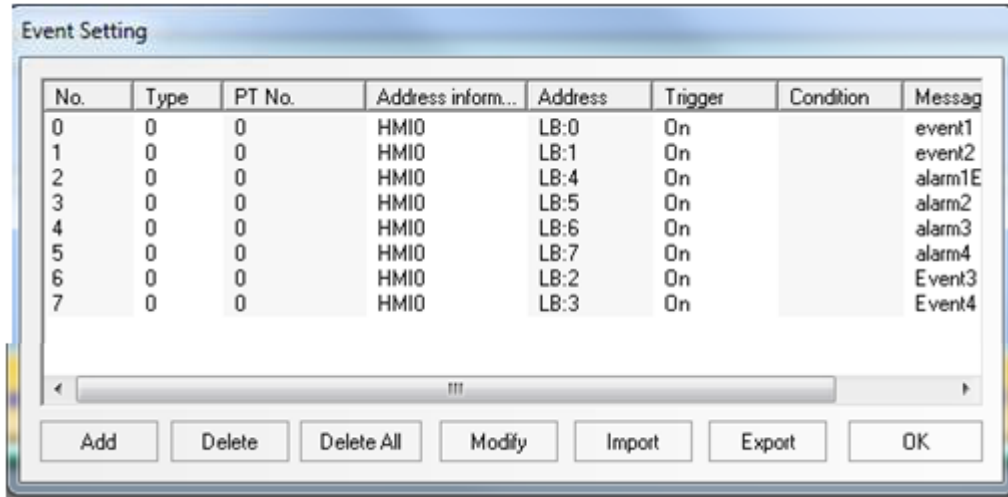 Event Setting
No. Type PT No. Address inform... Address Trigger Condition Messag
0 0 0 HMI0 LB:0 On event1
1 0 0 HMI0 LB:1 On event2
2 0 0 HMI0 LB:4 On alarm1E
3 0 0 HMI0 LB:5 On alarm2
4 0 0 HMI0 LB:6 On alarm3
5 0 0 HMI0 LB:7 On alarm4
6 0 0 HMI0 LB:2 On Event3
7 0 0 HMI0 LB:3 On Event4
Add Delete Delete All Modify Import Export OK